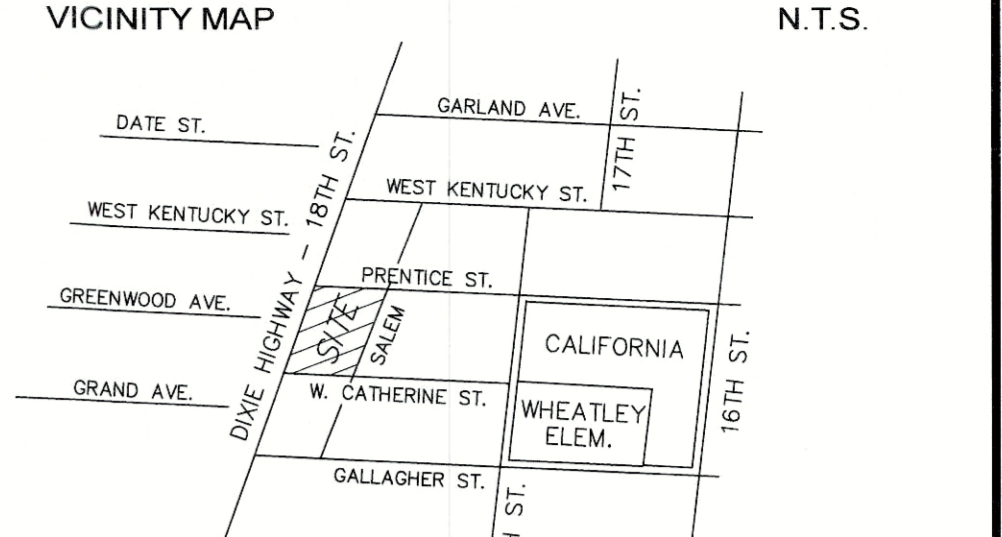 VICINITY MAP
N.T.S.
GARLAND AVE.
DATE ST.
17TH ST.
WEST KENTUCKY ST.
WEST KENTUCKY ST.
DIXIE HIGHWAY – 18TH ST.
PRENTICE ST.
GREENWOOD AVE.
SITE
SALEM
CALIFORNIA
16TH ST.
GRAND AVE.
W. CATHERINE ST.
WHEATLEY
ELEM.
GALLAGHER ST.
ST.